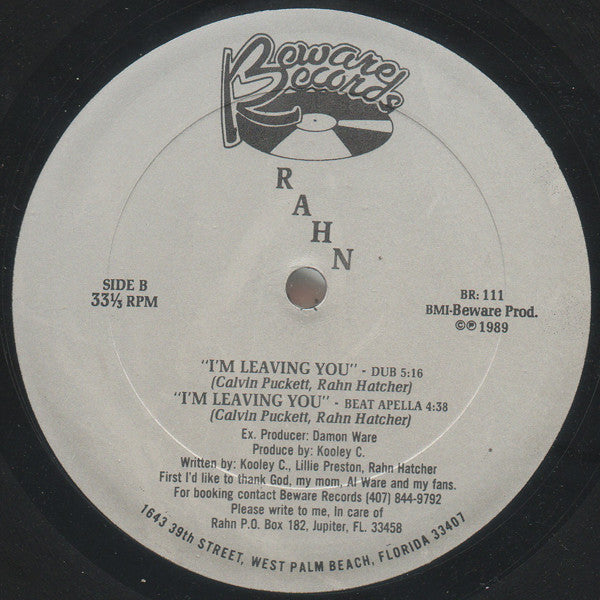 Beware Records
R
A
H
N
SIDE B
33⅓ RPM
BR: 111
BMI-Beware Prod.
©℗1989
"I'M LEAVING YOU" - DUB 5:16
(Calvin Puckett, Rahn Hatcher)
"I'M LEAVING YOU" - BEAT APELLA 4:38
(Calvin Puckett, Rahn Hatcher)
Ex. Producer: Damon Ware
Produce by: Kooley C.
Written by: Kooley C., Lillie Preston, Rahn Hatcher
First I'd like to thank God, my mom, Al Ware and my fans.
For booking contact Beware Records (407) 844-9792
Please write to me, In care of
Rahn P.O. Box 182, Jupiter, FL. 33458
1643 39th STREET, WEST PALM BEACH, FLORIDA 33407